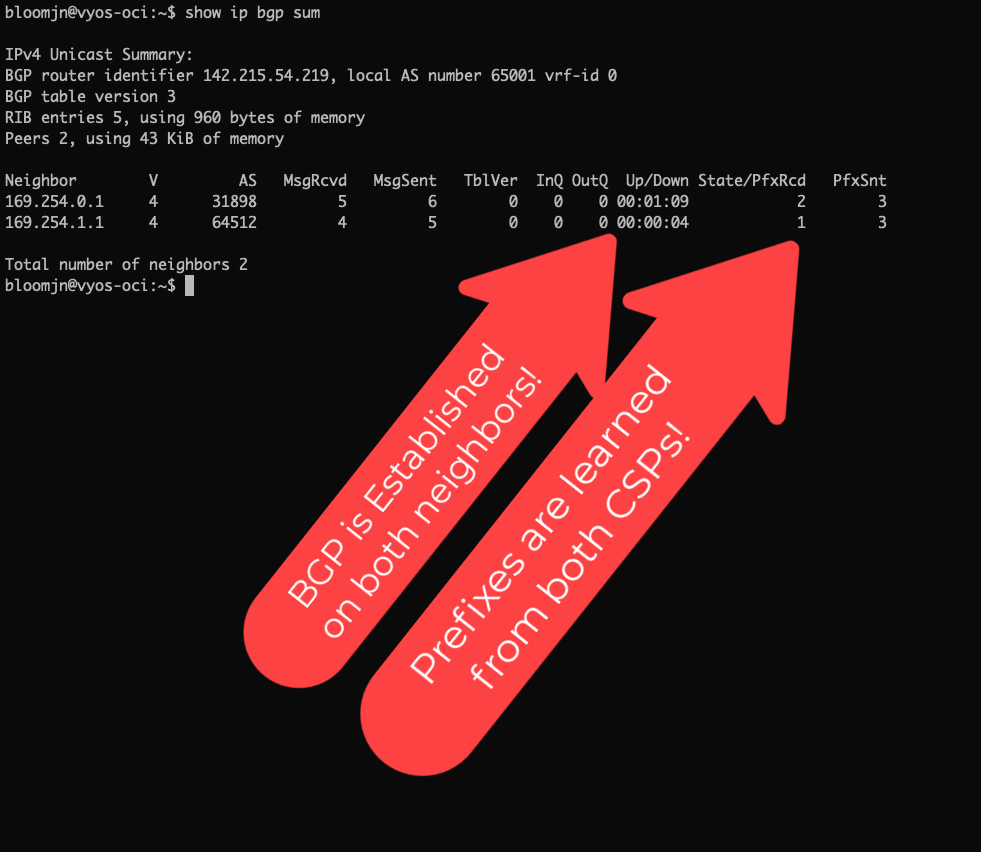 bloomjn@vyos-oci:~$ show ip bgp sum
IPv4 Unicast Summary:
BGP router identifier 142.215.54.219, local AS number 65001 vrf-id 0
BGP table version 3
RIB entries 5, using 960 bytes of memory
Peers 2, using 43 KiB of memory
Neighbor V AS MsgRcvd MsgSent TblVer InQ OutQ Up/Down State/PfxRcd PfxSnt
169.254.0.1 4 31898 5 6 0 0 0 00:01:09 2 3
169.254.1.1 4 64512 4 5 0 0 0 00:00:04 1 3
Total number of neighbors 2
bloomjn@vyos-oci:~$
BGP is Established
on both neighbors!
Prefixes are learned
from both CSPs!